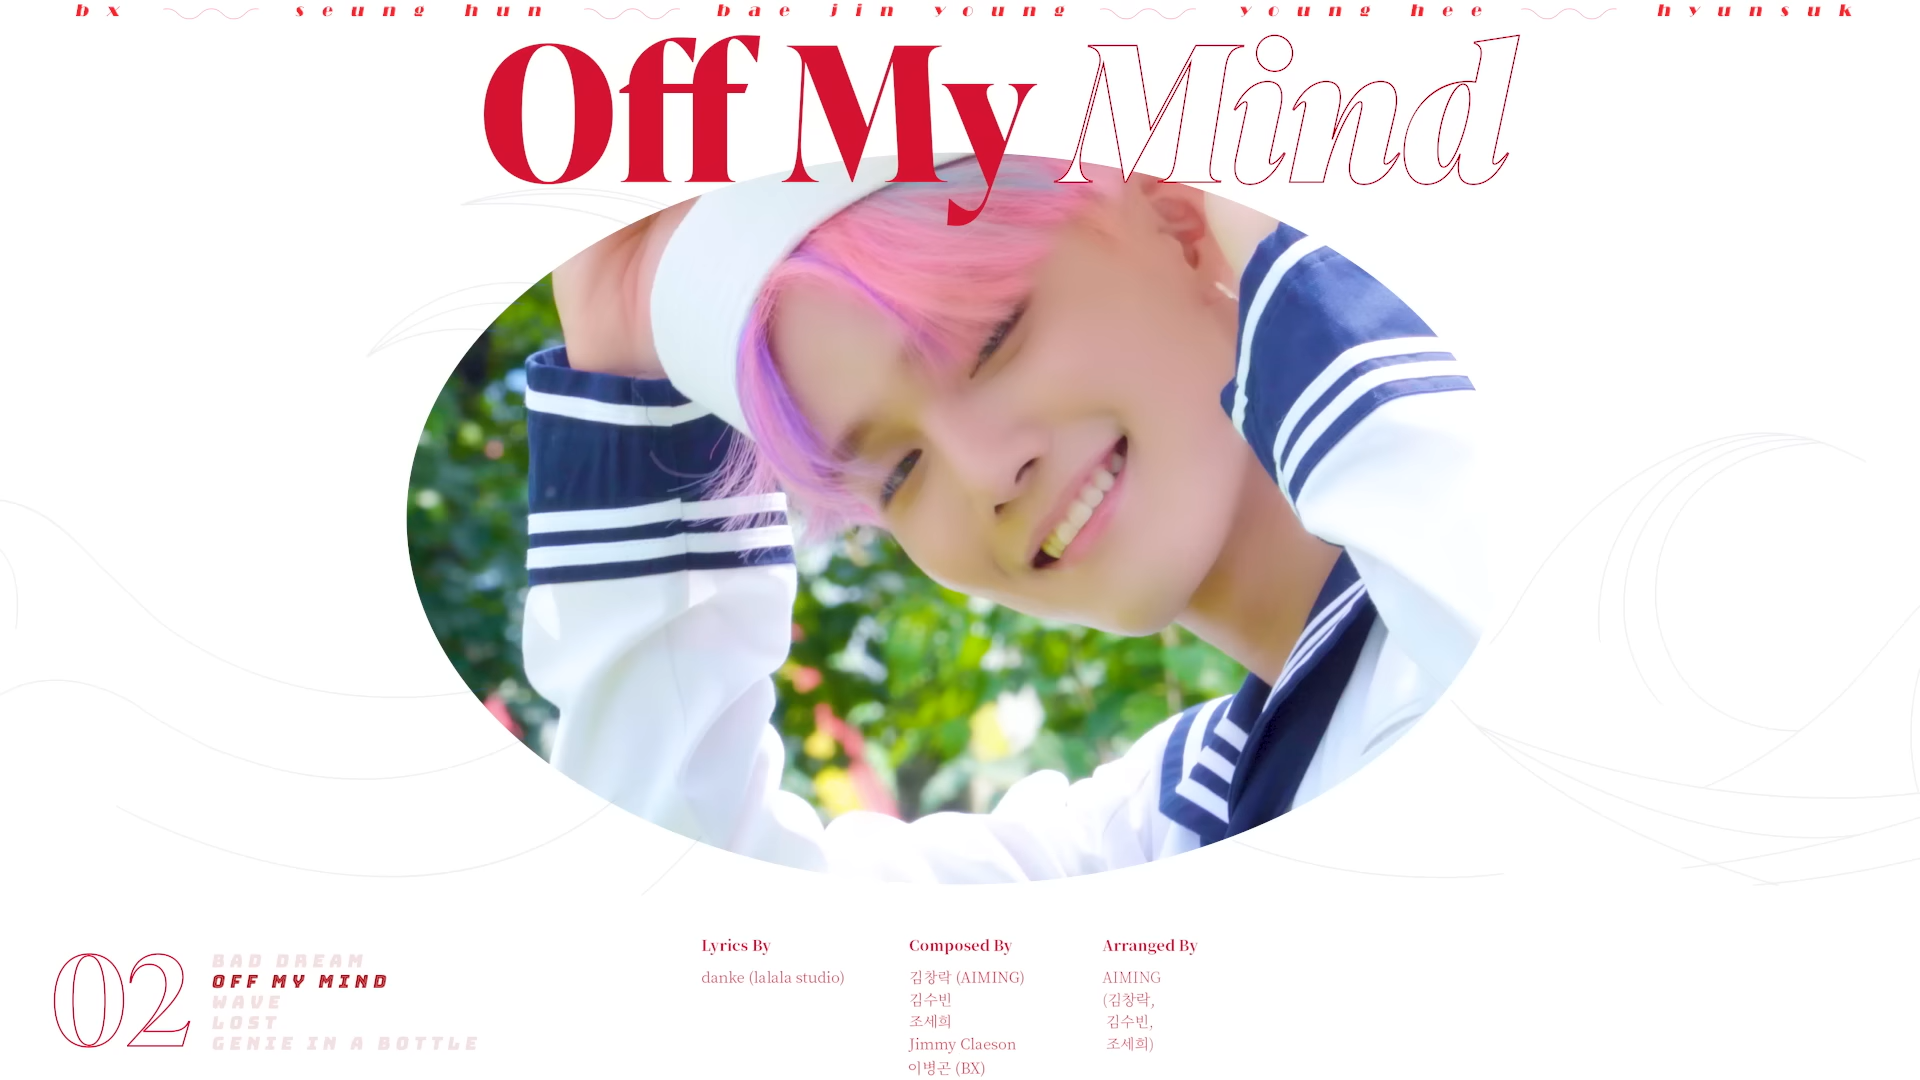 bx seung hun bae jin young young hee hyunsuk
Off My Mind
02
BAD DREAM
OFF MY MIND
WAVE
LOST
GENIE IN A BOTTLE
Lyrics By
danke (lalala studio)
Composed By
김창락 (AIMING)
김수빈
조세희
Jimmy Claeson
이병곤 (BX)
Arranged By
AIMING
(김창락,
김수빈,
조세희)